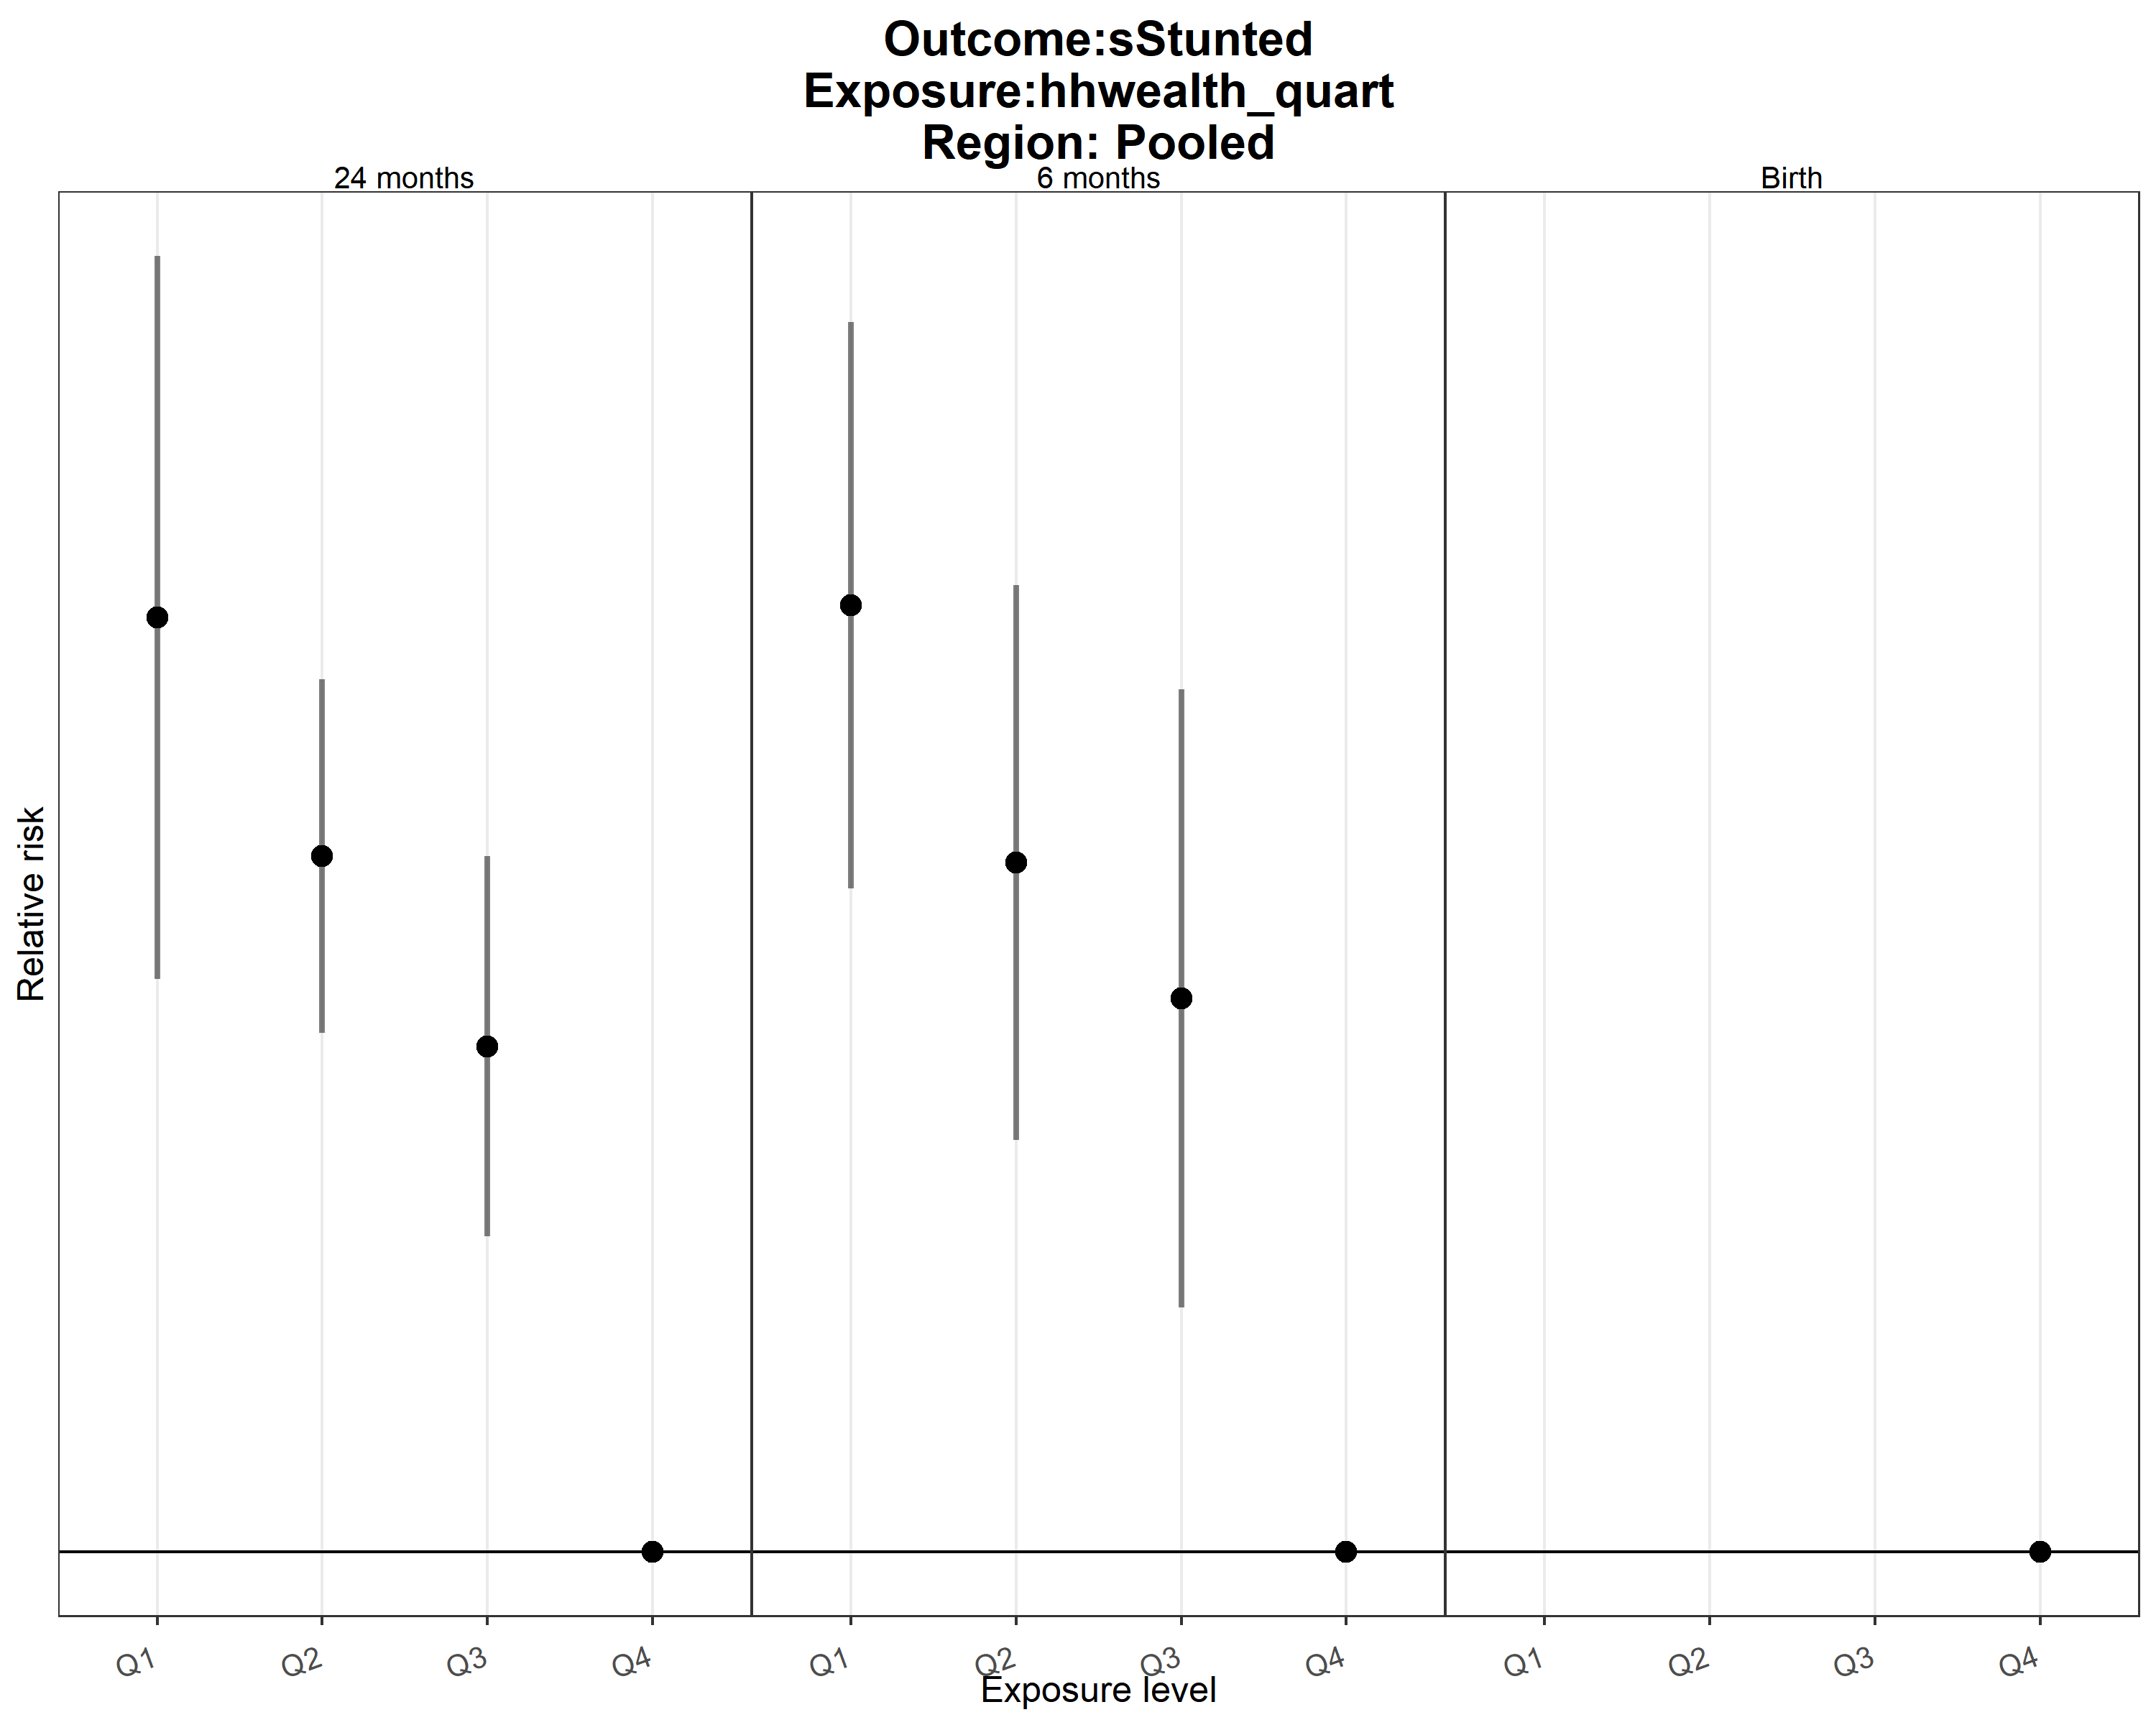 Outcome:sStunted
Exposure:hhwealth_quart
Region: Pooled
24 months 6 months Birth
Relative risk
Q1 Q2 Q3 Q4 Q1 Q2 Q3 Q4 Q1 Q2 Q3 Q4
Exposure level